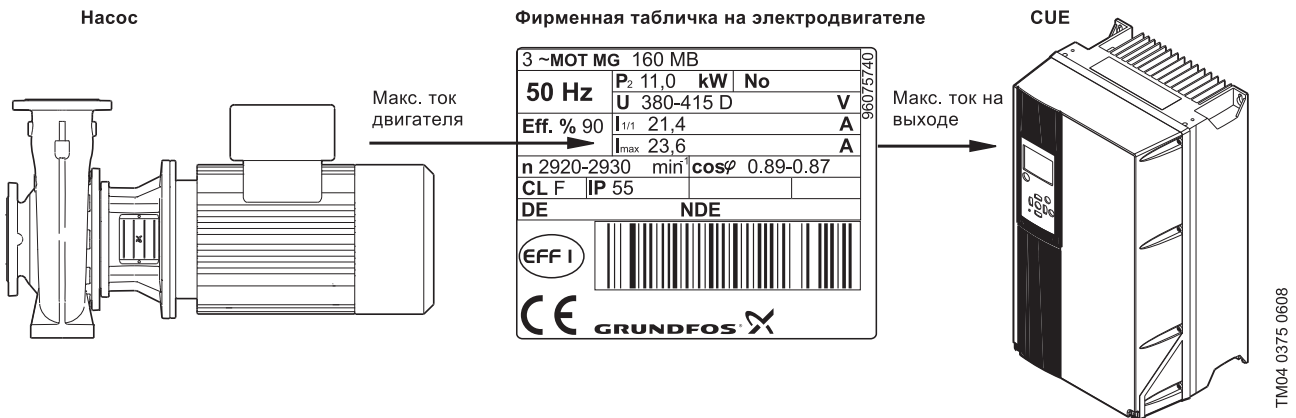 Насос
Фирменная табличка на электродвигателе
CUE
Макс. ток
двигателя
3 ~MOT MG 160 MB
50 Hz
P2 11,0 kW No
U 380-415 D V
Eff. % 90
I1/1 21,4 A
Imax 23,6 A
n 2920-2930 min-1 cosφ 0.89-0.87
CL F IP 55
DE NDE
96075740
EFF I
CE GRUNDFOS
Макс. ток на
выходе
TM04 0375 0608